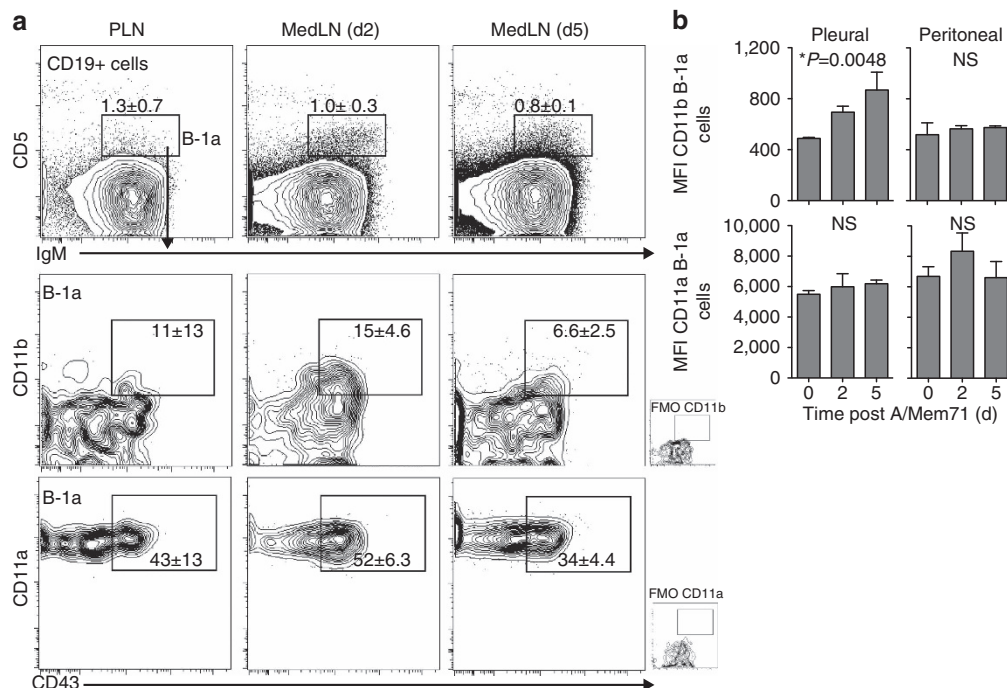 a
PLN
MedLN (d2)
MedLN (d5)
CD19+ cells
1.3±0.7
1.0± 0.3
0.8±0.1
B-1a
CD5
IgM
B-1a
11±13
15±4.6
6.6±2.5
CD11b
FMO CD11b
B-1a
43±13
52±6.3
34±4.4
CD11a
FMO CD11a
CD43
b
Pleural
Peritoneal
*P=0.0048
NS
MFI CD11b B-1a
cells
1,200
800
400
0
NS
NS
MFI CD11a B-1a
cells
10,000
8,000
6,000
4,000
2,000
0
0 2 5 0 2 5
Time post A/Mem71 (d)